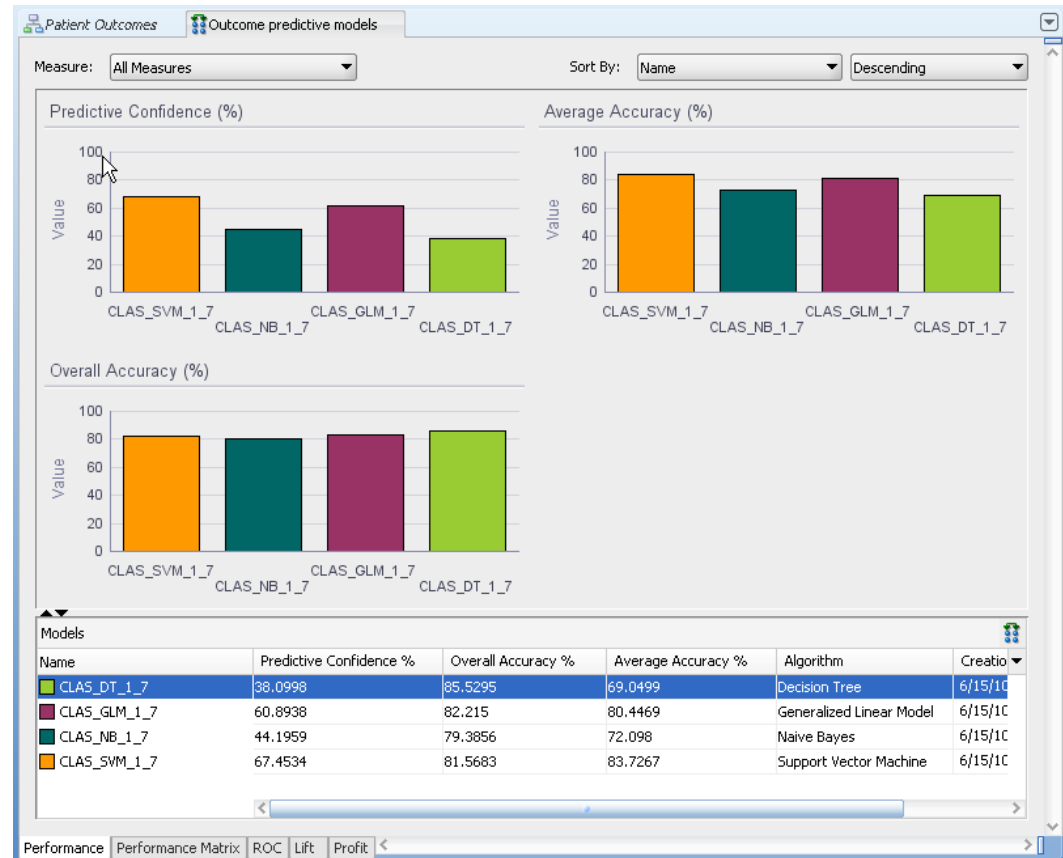 Patient Outcomes Outcome predictive models
Measure: All Measures Sort By: Name Descending
Predictive Confidence (%)
100
80
60
40
20
0
Value
CLAS_SVM_1_7
CLAS_NB_1_7
CLAS_GLM_1_7
CLAS_DT_1_7
Average Accuracy (%)
100
80
60
40
20
0
Value
CLAS_SVM_1_7
CLAS_NB_1_7
CLAS_GLM_1_7
CLAS_DT_1_7
Overall Accuracy (%)
100
80
60
40
20
0
Value
CLAS_SVM_1_7
CLAS_NB_1_7
CLAS_GLM_1_7
CLAS_DT_1_7
Models
Name Predictive Confidence % Overall Accuracy % Average Accuracy % Algorithm Creatio
CLAS_DT_1_7 38.0998 85.5295 69.0499 Decision Tree 6/15/10
CLAS_GLM_1_7 60.8938 82.215 80.4469 Generalized Linear Model 6/15/10
CLAS_NB_1_7 44.1959 79.3856 72.098 Naive Bayes 6/15/10
CLAS_SVM_1_7 67.4534 81.5683 83.7267 Support Vector Machine 6/15/10
Performance Performance Matrix ROC Lift Profit